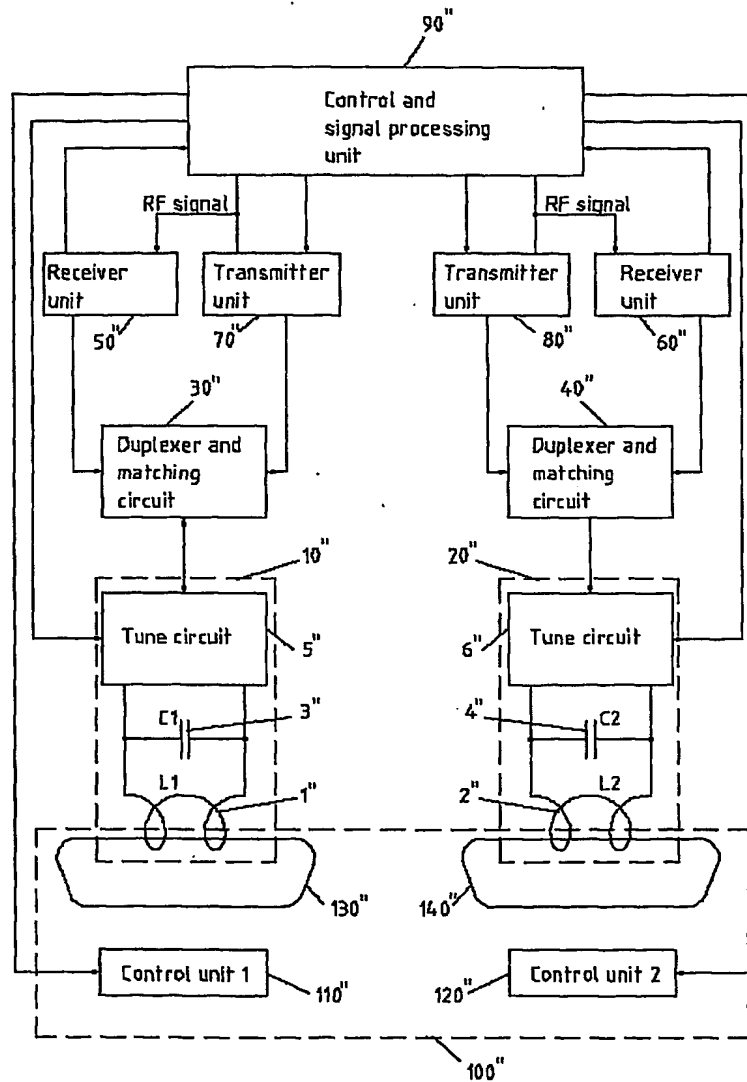 90"
Control and
signal processing
unit
RF signal
RF signal
Receiver
unit
Transmitter
unit
Transmitter
unit
Receiver
unit
50"
70"
80"
60"
30"
40"
Duplexer and
matching
circuit
Duplexer and
matching
circuit
10"
20"
Tune circuit
5"
6"
Tune circuit
C1
3"
4"
C2
L1
1"
2"
L2
130"
140"
Control unit 1
110"
120"
Control unit 2
100"